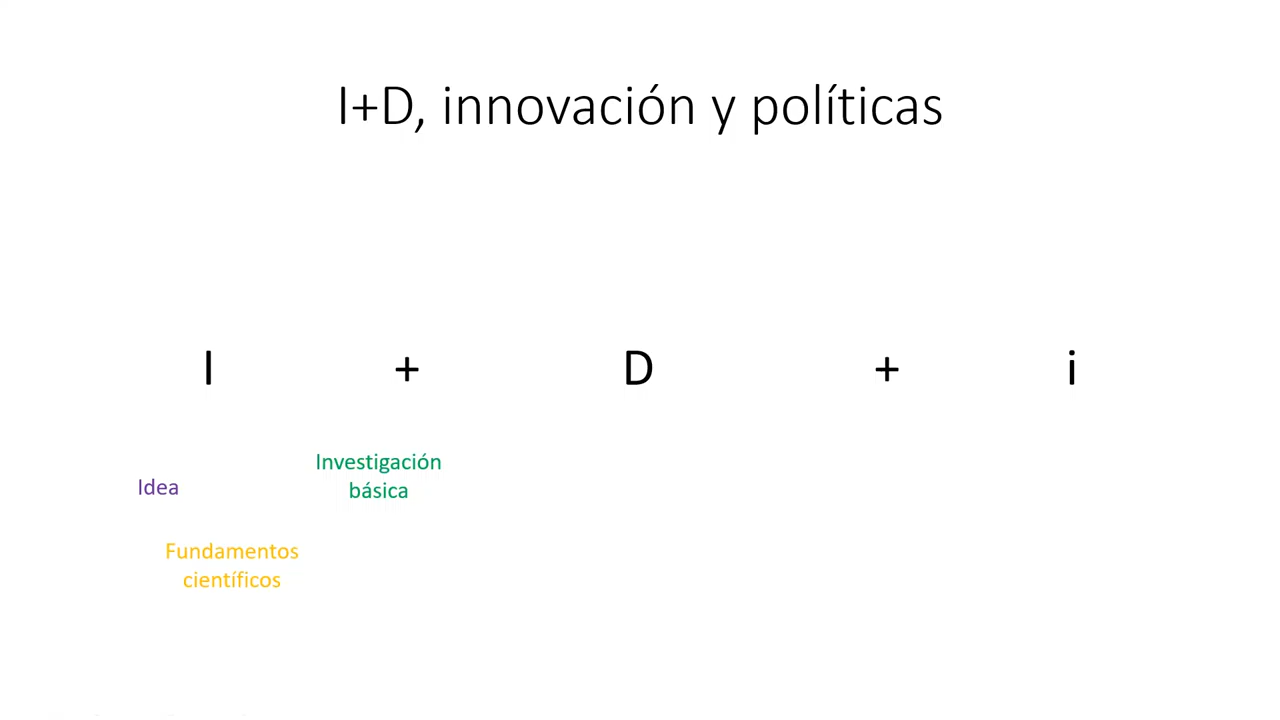 I+D, innovación y políticas
I + D + i
Investigación
básica
Idea
Fundamentos
científicos